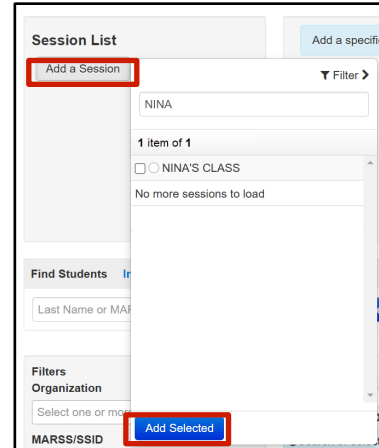 Session List
Add a specifi
Add a Session
Filter
NINA
1 item of 1
NINA'S CLASS
No more sessions to load
Find Students
Last Name or MAR
Filters
Organization
Select one or mor
Add Selected
MARSS/SSID